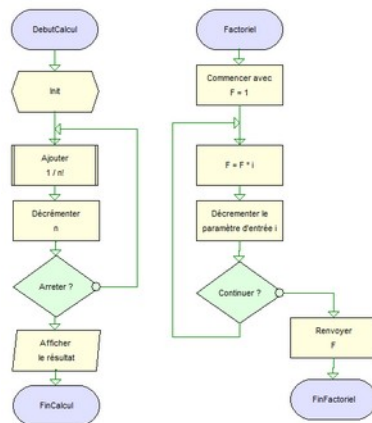 DebutCalcul
Init
Ajouter
1 / n!
Décrémenter
n
Arreter ?
Afficher
le résultat
FinCalcul
Factoriel
Commencer avec
F = 1
F = F * i
Décrementer le
paramètre d'entrée i
Continuer ?
Renvoyer
F
FinFactoriel